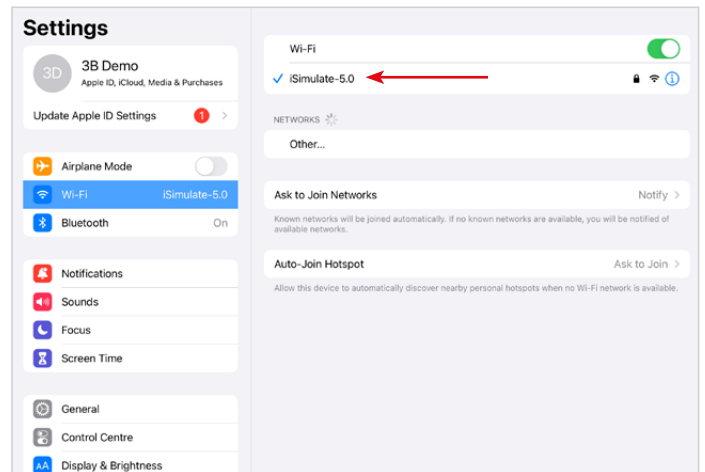 Settings
3D
3B Demo
Apple ID, iCloud, Media & Purchases
Update Apple ID Settings
1
Airplane Mode
Wi-Fi
iSimulate-5.0
Bluetooth
On
Notifications
Sounds
Focus
Screen Time
General
Control Centre
AA
Display & Brightness
Wi-Fi
iSimulate-5.0
NETWORKS
Other...
Ask to Join Networks
Notify
Known networks will be joined automatically. If no known networks are available, you will be notified of
available networks.
Auto-Join Hotspot
Ask to Join
Allow this device to automatically discover nearby personal hotspots when no Wi-Fi network is available.